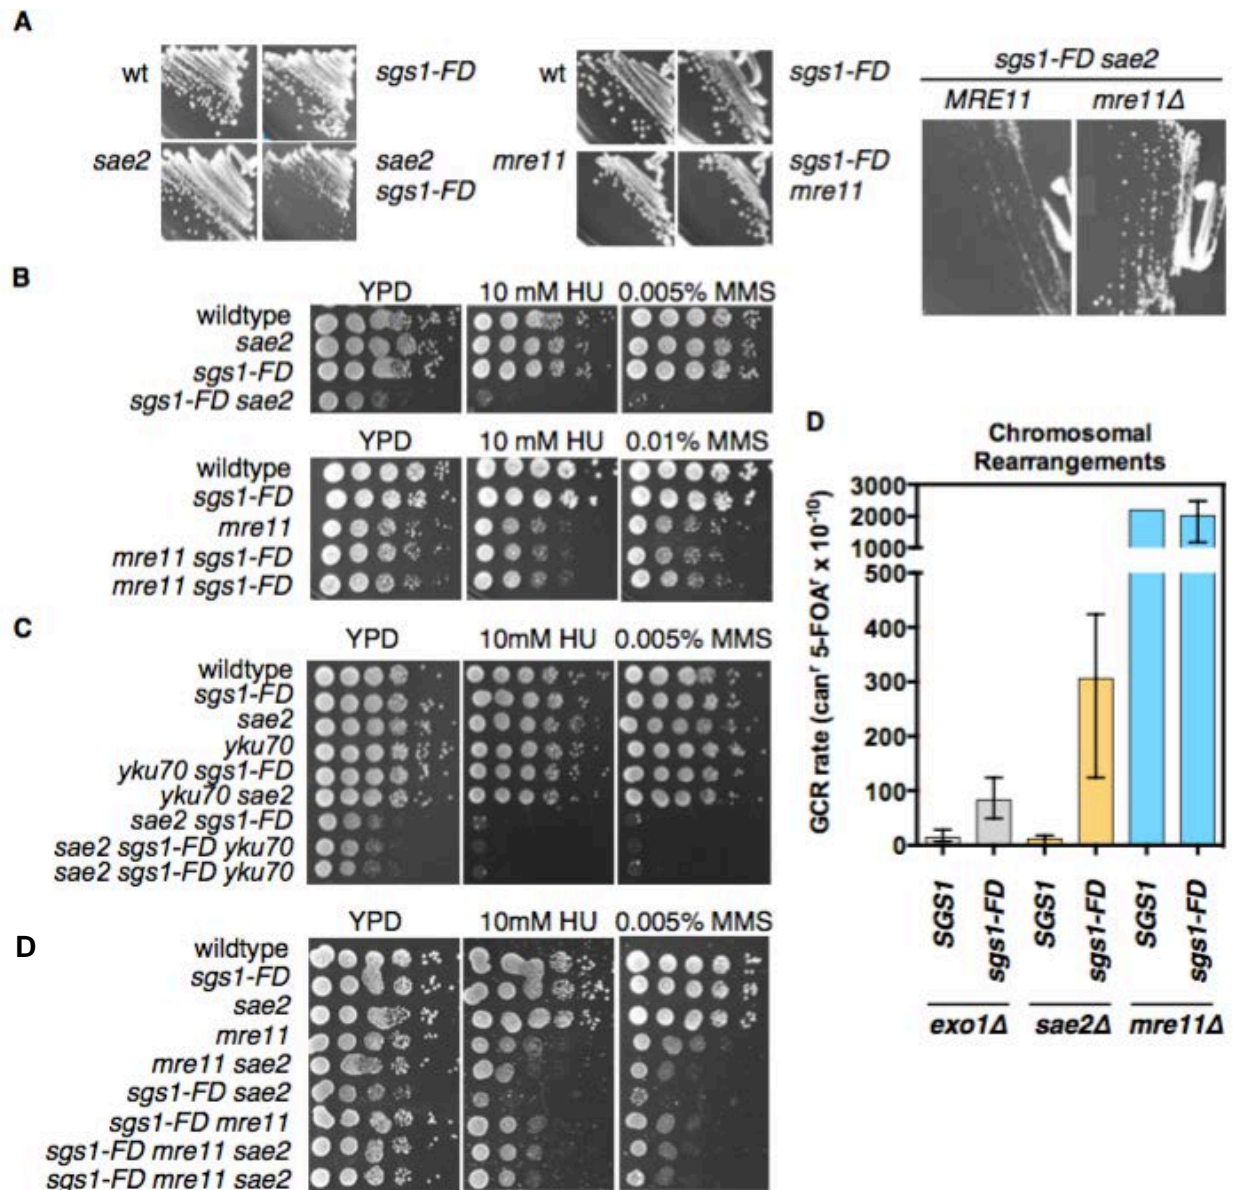 A
wt
sgs1-FD
sae2
sae2
sgs1-FD
wt
sgs1-FD
mre11
sgs1-FD
mre11
sgs1-FD sae2
MRE11 mre11Δ
B
YPD 10 mM HU 0.005% MMS
wildtype
sae2
sgs1-FD
sgs1-FD sae2
YPD 10 mM HU 0.01% MMS
wildtype
sgs1-FD
mre11
mre11 sgs1-FD
mre11 sgs1-FD
C
YPD 10mM HU 0.005% MMS
wildtype
sgs1-FD
sae2
yku70
yku70 sgs1-FD
yku70 sae2
sae2 sgs1-FD
sae2 sgs1-FD yku70
sae2 sgs1-FD yku70
D
YPD 10mM HU 0.005% MMS
wildtype
sgs1-FD
sae2
mre11
mre11 sae2
sgs1-FD sae2
sgs1-FD mre11
sgs1-FD mre11 sae2
sgs1-FD mre11 sae2
D
Chromosomal
Rearrangements
GCR rate (canʳ 5-FOAʳ x 10⁻¹⁰)
3000
2000
1000
500
400
300
200
100
0
SGS1 sgs1-FD SGS1 sgs1-FD SGS1 sgs1-FD
exo1Δ sae2Δ mre11Δ